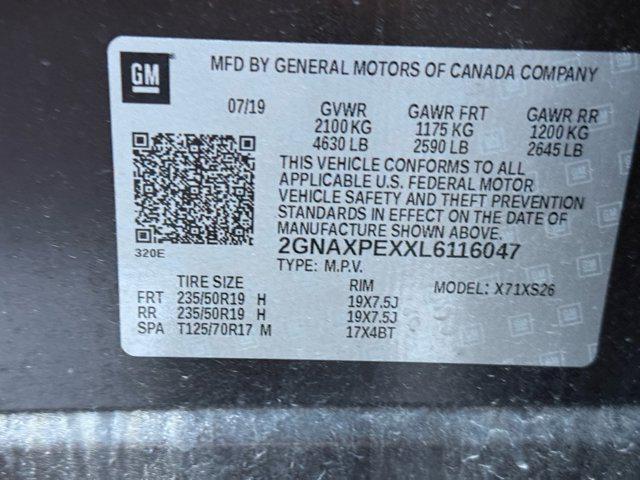 GM
MFD BY GENERAL MOTORS OF CANADA COMPANY
07/19 GVWR GAWR FRT GAWR RR
2100 KG 1175 KG 1200 KG
4630 LB 2590 LB 2645 LB
THIS VEHICLE CONFORMS TO ALL
APPLICABLE U.S. FEDERAL MOTOR
VEHICLE SAFETY AND THEFT PREVENTION
STANDARDS IN EFFECT ON THE DATE OF
MANUFACTURE SHOWN ABOVE.
320E
2GNAXPEXXL6116047
TYPE: M.P.V.
MODEL: X71XS26
TIRE SIZE RIM
FRT 235/50R19 H 19X7.5J
RR 235/50R19 H 19X7.5J
SPA T125/70R17 M 17X4BT